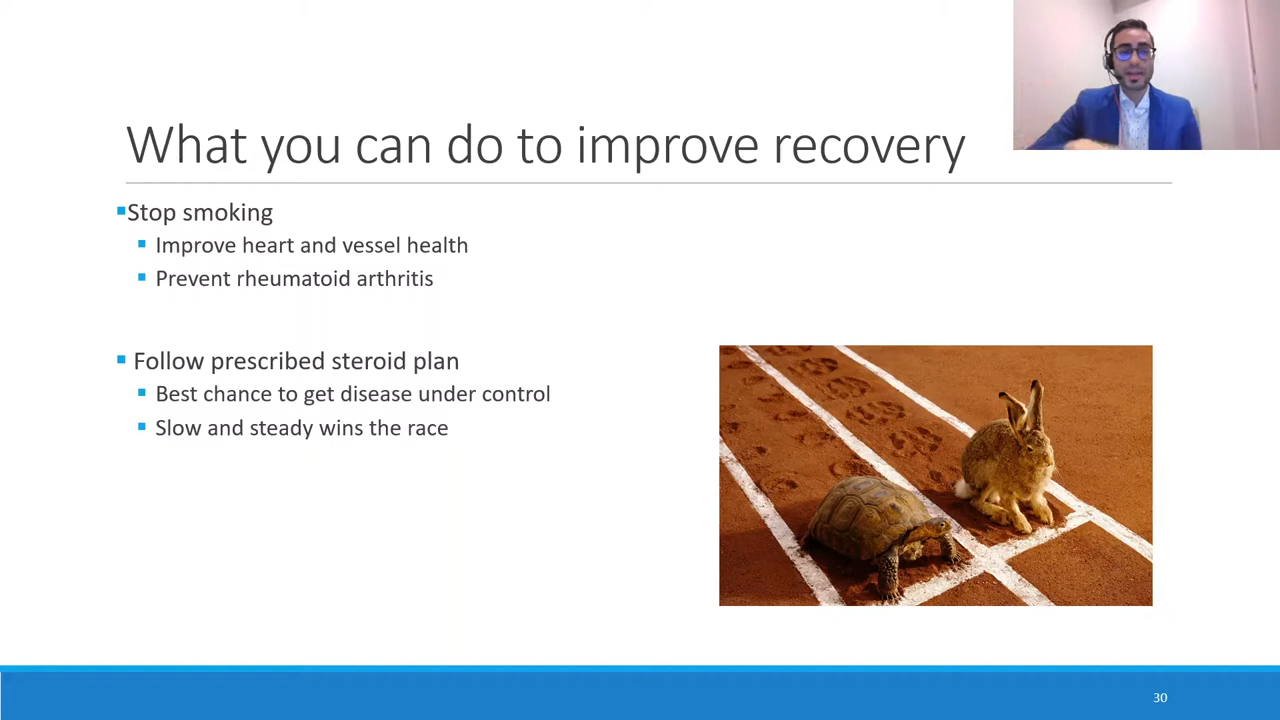 What you can do to improve recovery
Stop smoking
Improve heart and vessel health
Prevent rheumatoid arthritis
Follow prescribed steroid plan
Best chance to get disease under control
Slow and steady wins the race
30